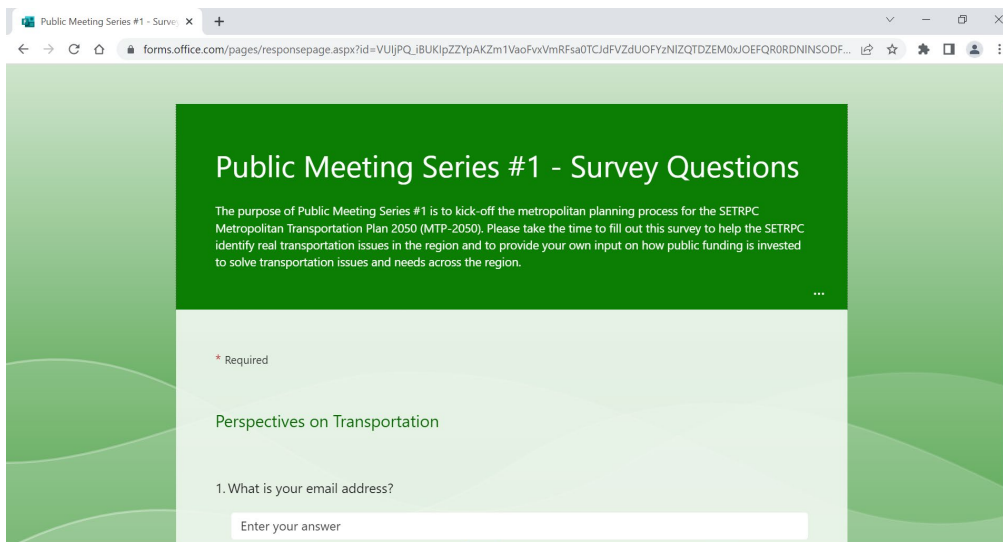 Public Meeting Series #1 - Surve
forms.office.com/pages/responsepage.aspx?id=VUIjPQ_iBUKIpZZYpAKZm1VaoFvxVmRFsa0TCJdFVZdUOFYzNIZQTDZEM0xJOEFQR0RDNINSODF...
Public Meeting Series #1 - Survey Questions
The purpose of Public Meeting Series #1 is to kick-off the metropolitan planning process for the SETRPC
Metropolitan Transportation Plan 2050 (MTP-2050). Please take the time to fill out this survey to help the SETRPC
identify real transportation issues in the region and to provide your own input on how public funding is invested
to solve transportation issues and needs across the region.
...
* Required
Perspectives on Transportation
1. What is your email address?
Enter your answer